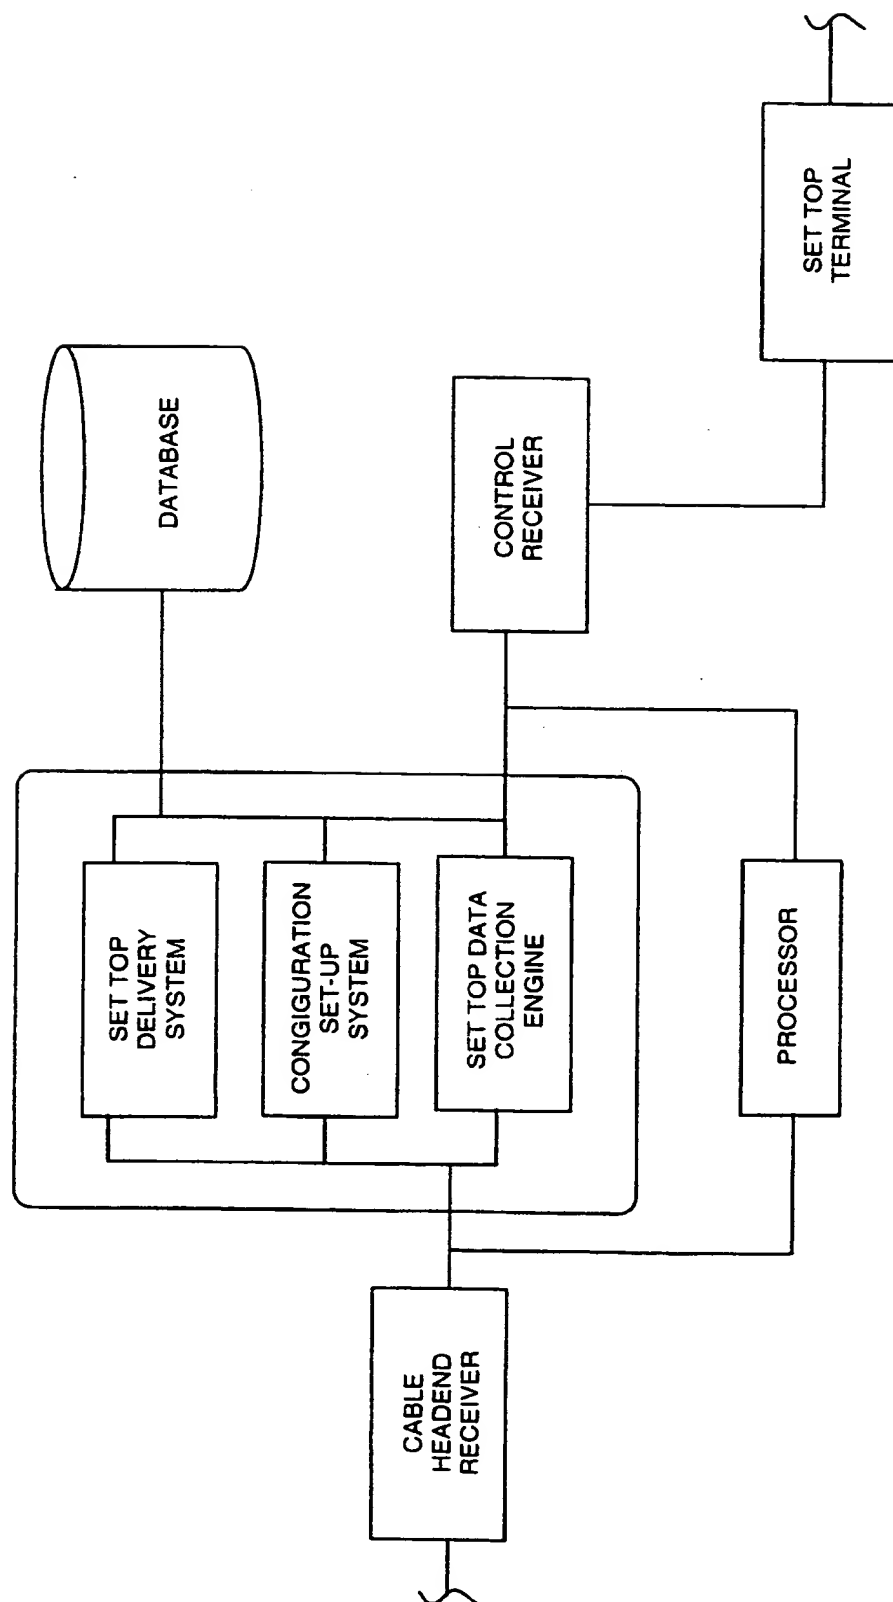 DATABASE
SET TOP
DELIVERY
SYSTEM
CONGIGURATION
SET-UP
SYSTEM
SET TOP DATA
COLLECTION
ENGINE
CABLE
HEADEND
RECEIVER
CONTROL
RECEIVER
PROCESSOR
SET TOP
TERMINAL